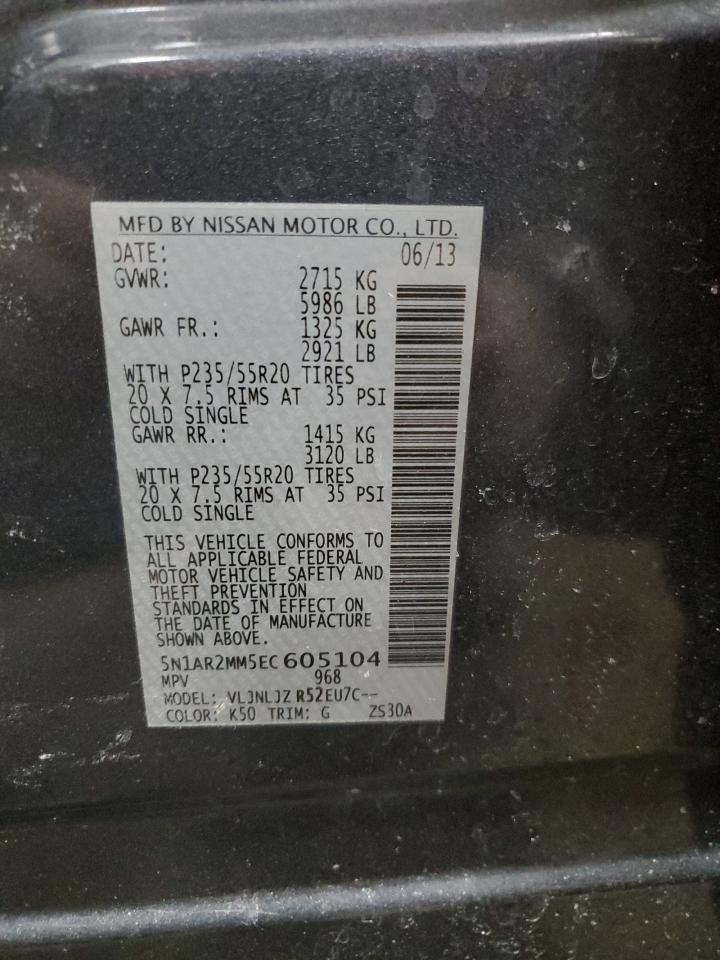 MFD BY NISSAN MOTOR CO., LTD.
DATE: 06/13
GVWR: 2715 KG
5986 LB
GAWR FR.: 1325 KG
2921 LB
WITH P235/55R20 TIRES
20 X 7.5 RIMS AT 35 PSI
COLD SINGLE
GAWR RR.: 1415 KG
3120 LB
WITH P235/55R20 TIRES
20 X 7.5 RIMS AT 35 PSI
COLD SINGLE
THIS VEHICLE CONFORMS TO
ALL APPLICABLE FEDERAL
MOTOR VEHICLE SAFETY AND
THEFT PREVENTION
STANDARDS IN EFFECT ON
THE DATE OF MANUFACTURE
SHOWN ABOVE.
5N1AR2MM5EC605104
MPV 968
MODEL: VLJNLJZ R52EU7C--
COLOR: K50 TRIM: G ZS30A